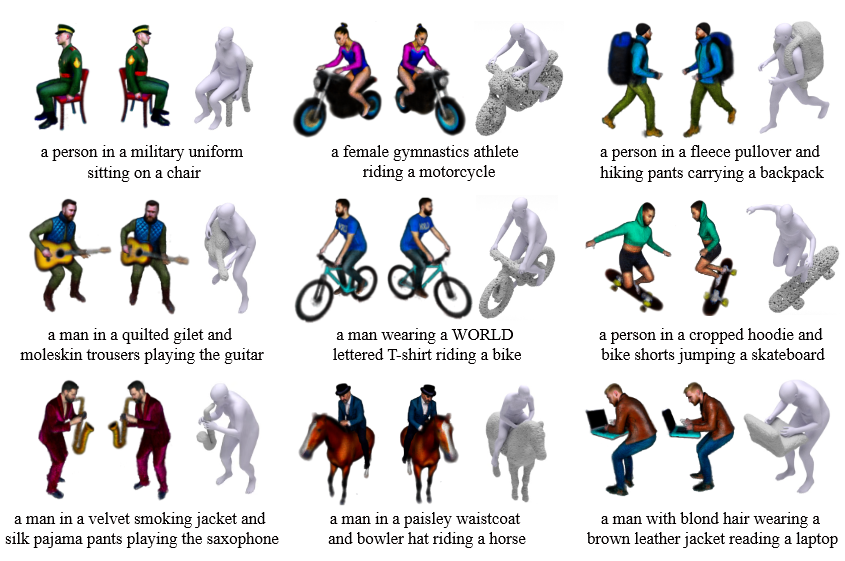 a person in a military uniform
sitting on a chair
a female gymnastics athlete
riding a motorcycle
a person in a fleece pullover and
hiking pants carrying a backpack
a man in a quilted gilet and
moleskin trousers playing the guitar
a man wearing a WORLD
lettered T-shirt riding a bike
a person in a cropped hoodie and
bike shorts jumping a skateboard
a man in a velvet smoking jacket and
silk pajama pants playing the saxophone
a man in a paisley waistcoat
and bowler hat riding a horse
a man with blond hair wearing a
brown leather jacket reading a laptop